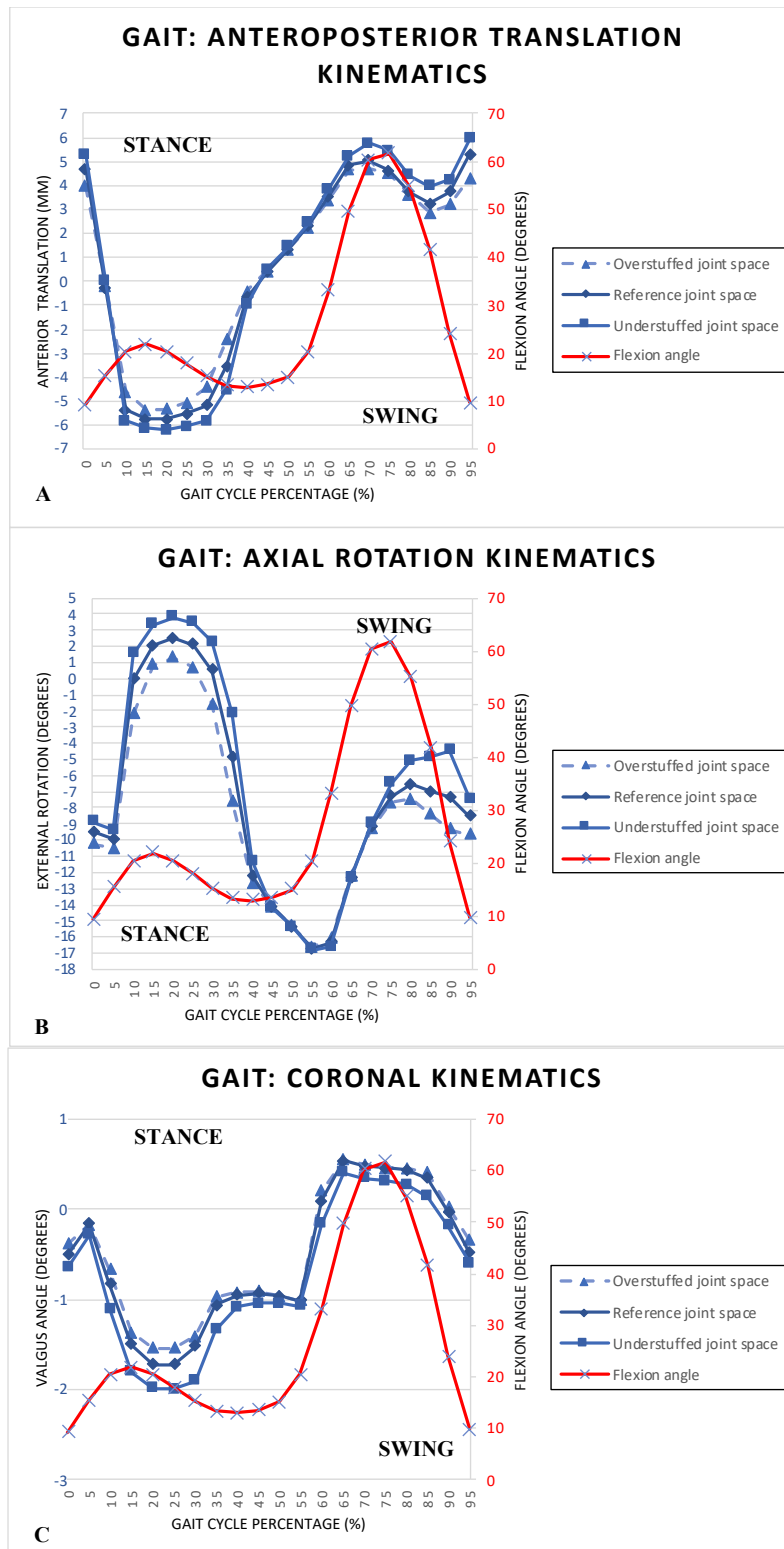 GAIT: ANTEROPOSTERIOR TRANSLATION
KINEMATICS
STANCE
SWING
ANTERIOR TRANSLATION (MM)
7
6
5
4
3
2
1
0
-1
-2
-3
-4
-5
-6
-7
70
60
50
40
30
20
10
0
FLEXION ANGLE (DEGREES)
0 5 10 15 20 25 30 35 40 45 50 55 60 65 70 75 80 85 90 95
GAIT CYCLE PERCENTAGE (%)
Overstuffed joint space
Reference joint space
Understuffed joint space
Flexion angle
A
GAIT: AXIAL ROTATION KINEMATICS
SWING
STANCE
EXTERNAL ROTATION (DEGREES)
5
4
3
2
1
0
-1
-2
-3
-4
-5
-6
-7
-8
-9
-10
-11
-12
-13
-14
-15
-16
-17
-18
70
60
50
40
30
20
10
0
FLEXION ANGLE (DEGREES)
0 5 10 15 20 25 30 35 40 45 50 55 60 65 70 75 80 85 90 95
GAIT CYCLE PERCENTAGE (%)
Overstuffed joint space
Reference joint space
Understuffed joint space
Flexion angle
B
GAIT: CORONAL KINEMATICS
STANCE
SWING
VALGUS ANGLE (DEGREES)
1
0
-1
-2
-3
70
60
50
40
30
20
10
0
FLEXION ANGLE (DEGREES)
0 5 10 15 20 25 30 35 40 45 50 55 60 65 70 75 80 85 90 95
GAIT CYCLE PERCENTAGE (%)
Overstuffed joint space
Reference joint space
Understuffed joint space
Flexion angle
C